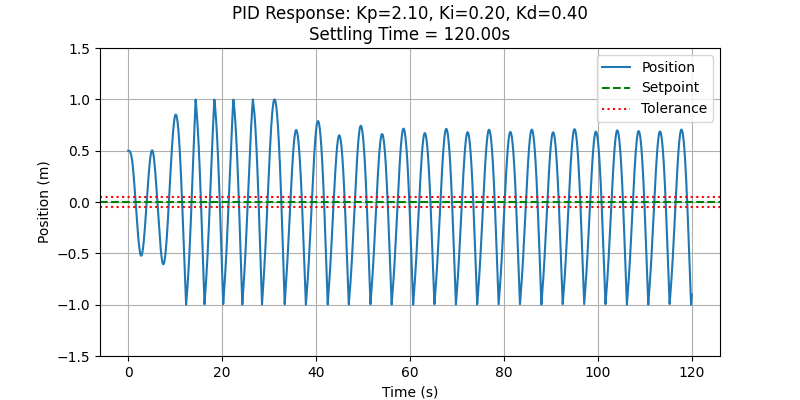 PID Response: Kp=2.10, Ki=0.20, Kd=0.40
Settling Time = 120.00s
1.5
1.0
0.5
0.0
−0.5
−1.0
−1.5
Position (m)
Position
Setpoint
Tolerance
0 20 40 60 80 100 120
Time (s)